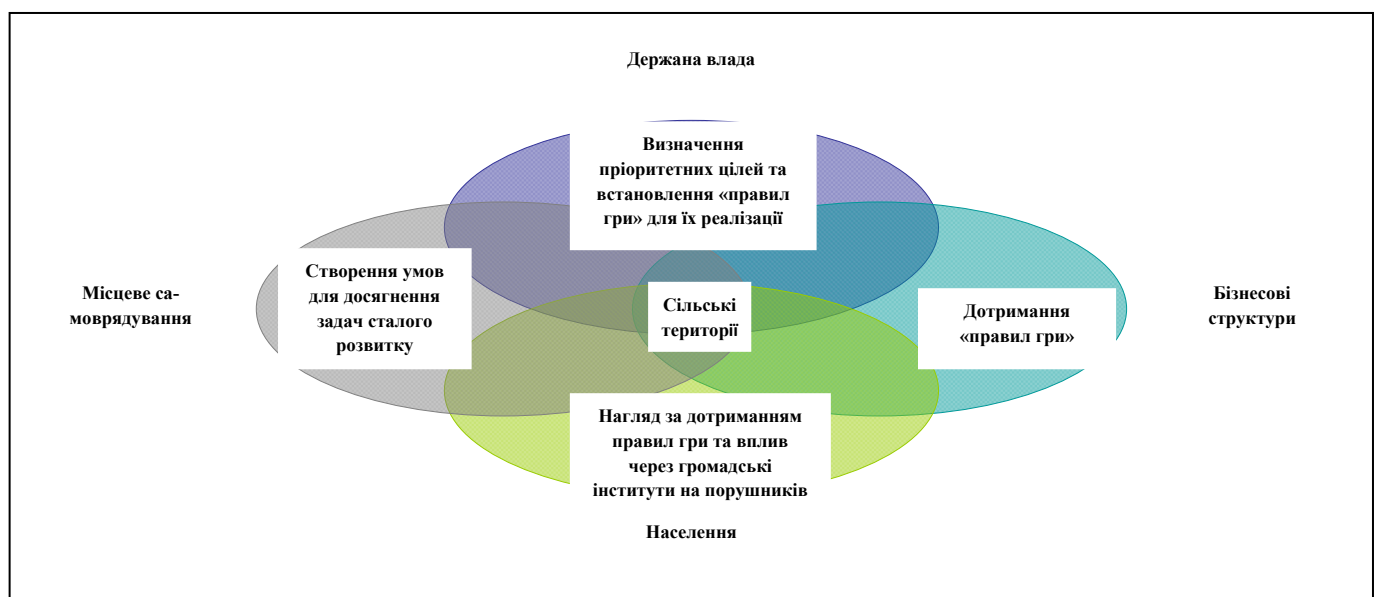 Держана влада
Визначення
пріоритетних цілей та
встановлення «правил
гри» для їх реалізації
Місцеве са-
моврядування
Створення умов
для досягнення
задач сталого
розвитку
Сільські
території
Дотримання
«правил гри»
Бізнесові
структури
Нагляд за дотриманням
правил гри та вплив
через громадські
інститути на порушників
Населення